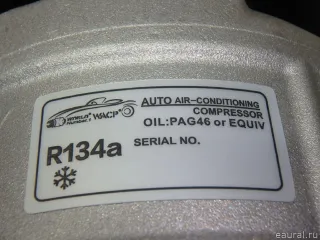 WACP
AUTO AIR-CONDITIONING
COMPRESSOR
OIL:PAG46 or EQUIV
R134a
SERIAL NO.
eaural.ru